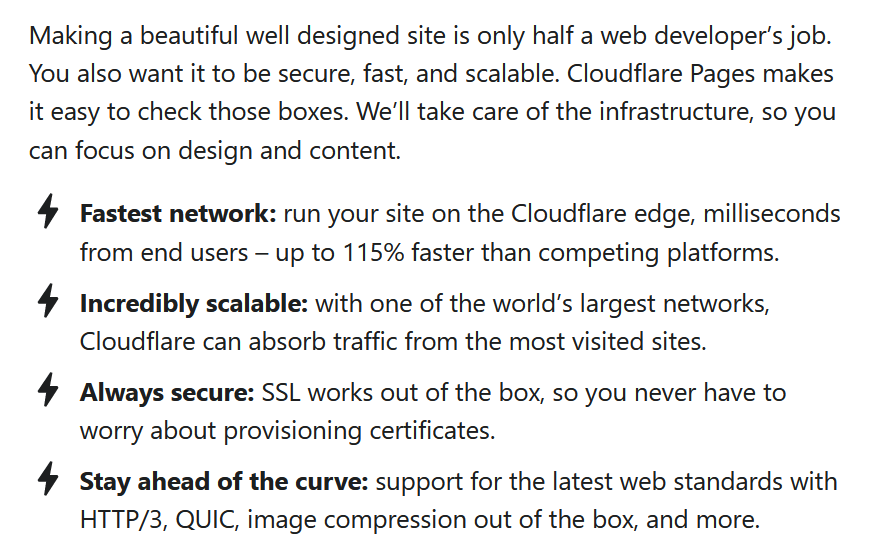 Making a beautiful well designed site is only half a web developer’s job.
You also want it to be secure, fast, and scalable. Cloudflare Pages makes
it easy to check those boxes. We’ll take care of the infrastructure, so you
can focus on design and content.
Fastest network: run your site on the Cloudflare edge, milliseconds
from end users – up to 115% faster than competing platforms.
Incredibly scalable: with one of the world’s largest networks,
Cloudflare can absorb traffic from the most visited sites.
Always secure: SSL works out of the box, so you never have to
worry about provisioning certificates.
Stay ahead of the curve: support for the latest web standards with
HTTP/3, QUIC, image compression out of the box, and more.